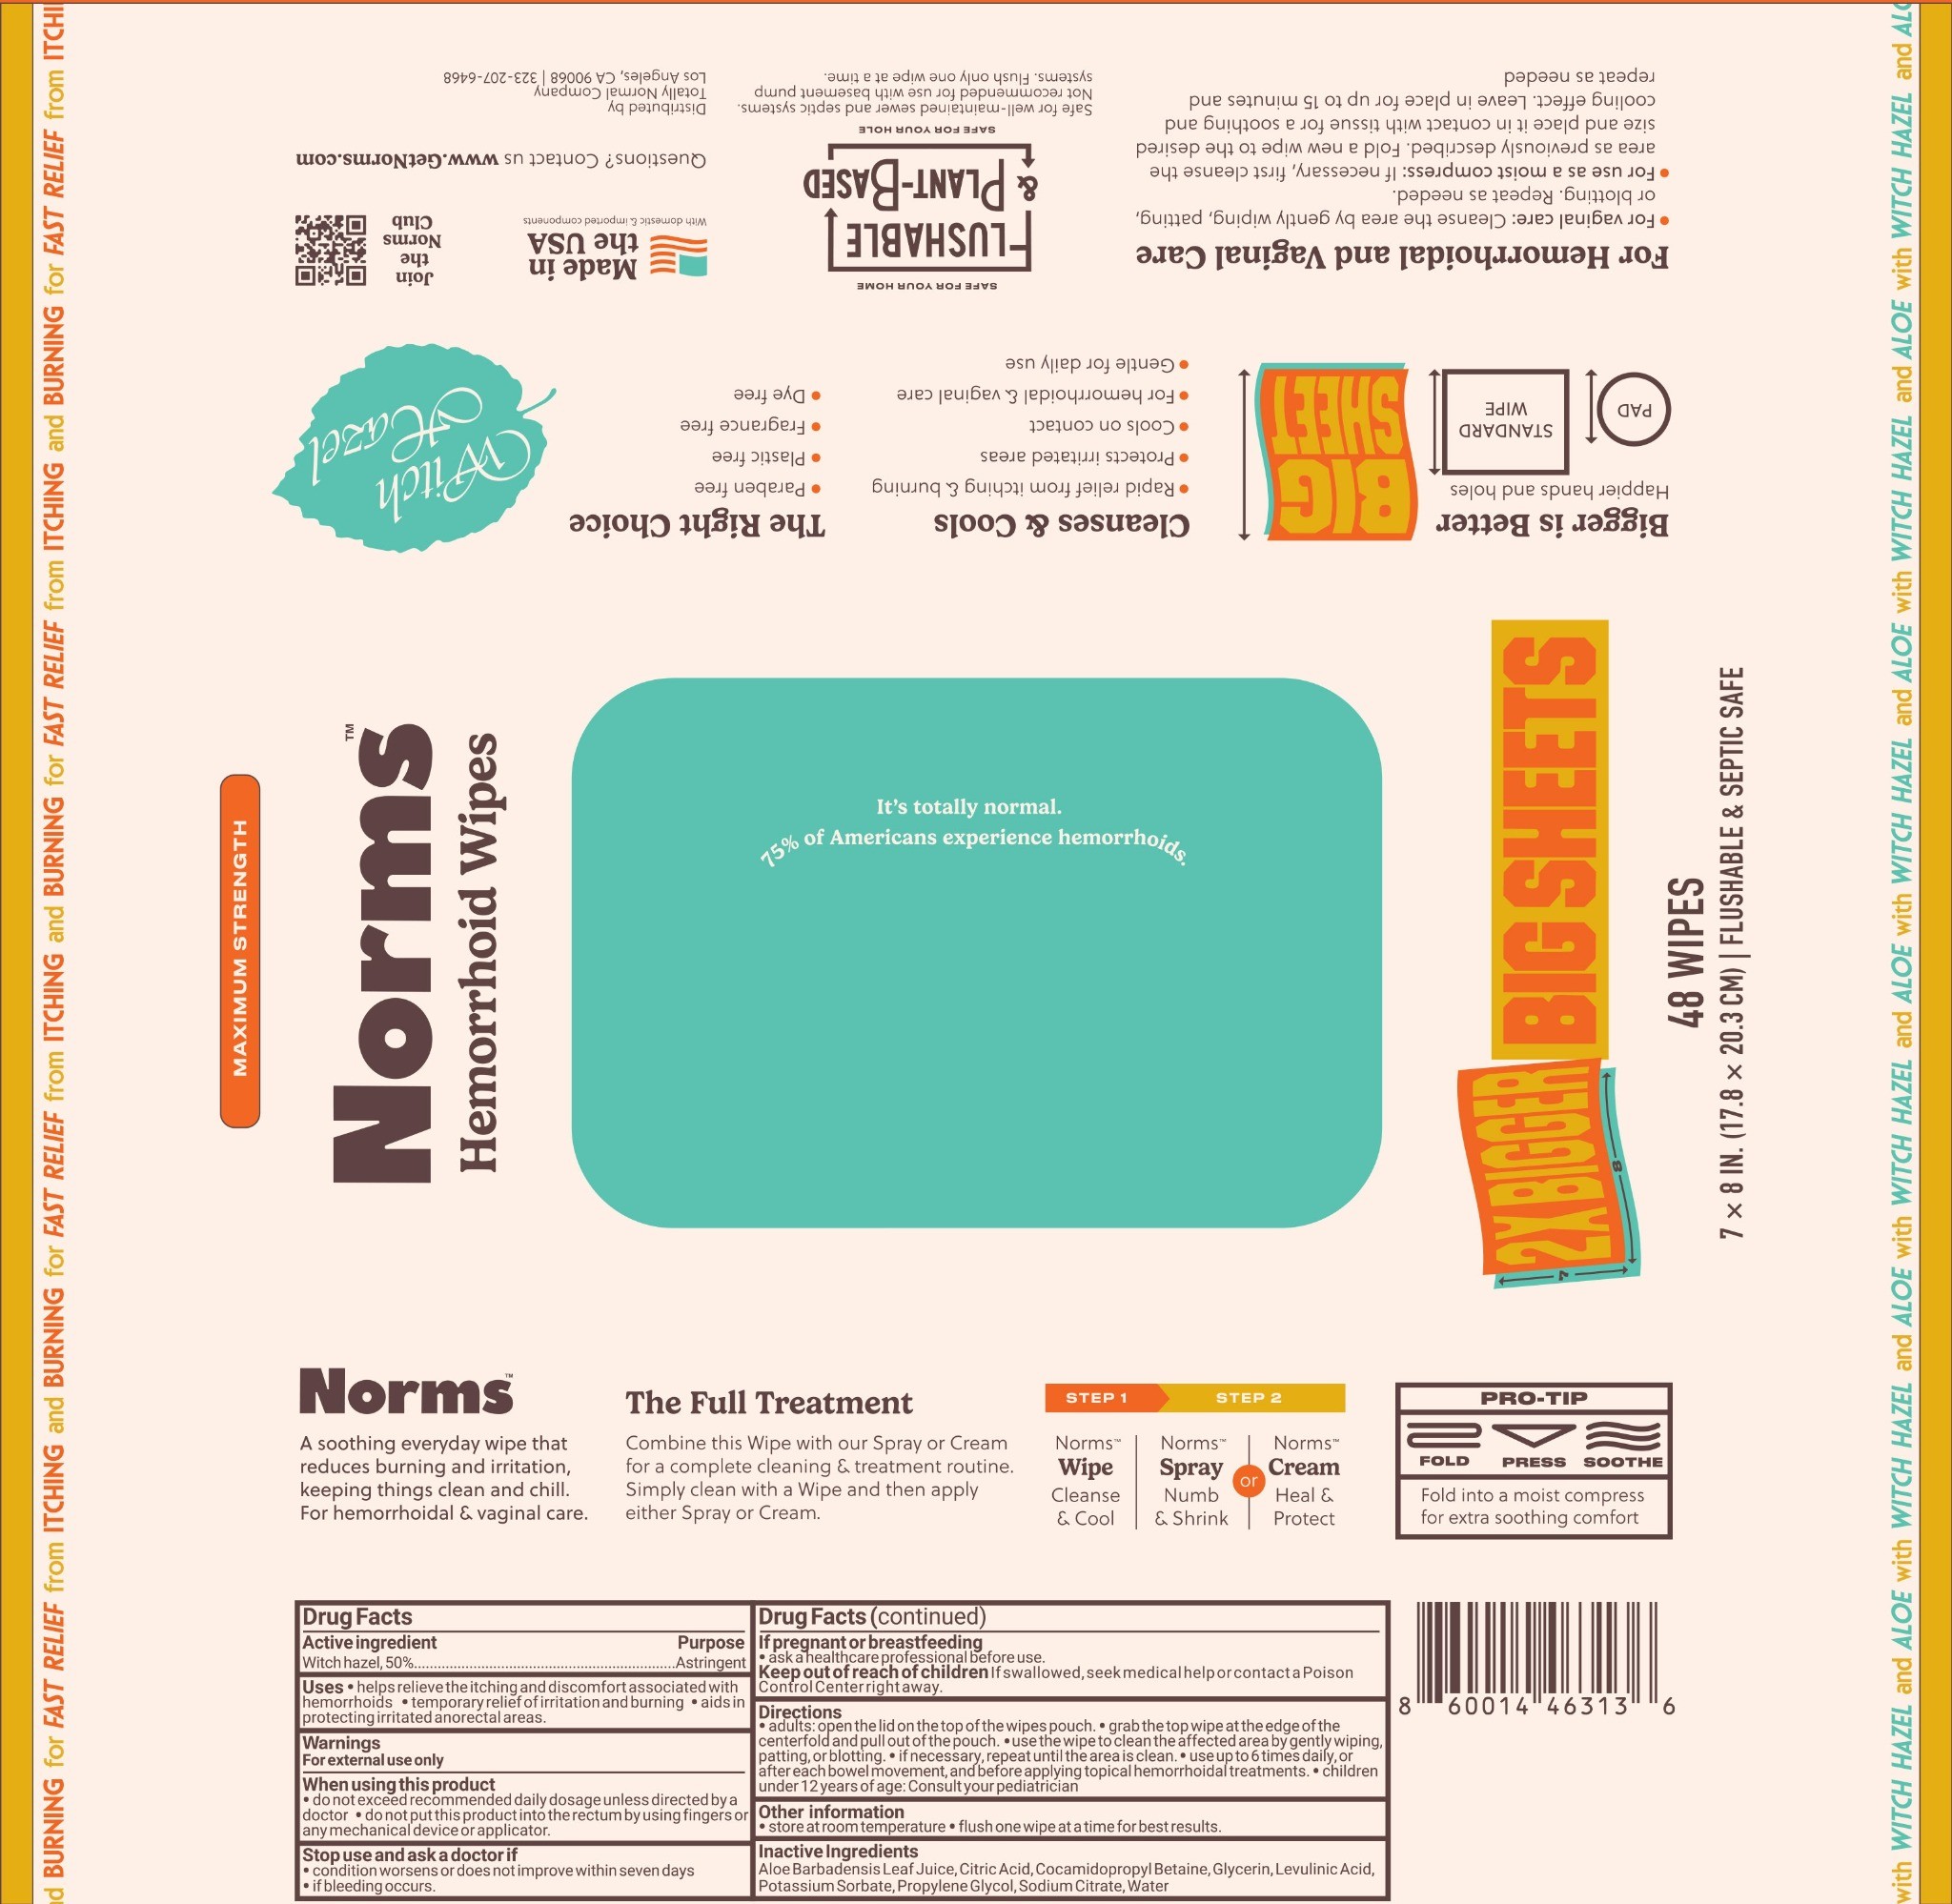 Distributed by
Totally Normal Company
Los Angeles, CA 90068 | 323-207-6468
Questions? Contact us www.GetNorms.com
Join
the
Norms
Club
Made in
the USA
With domestic & imported components
SAFE FOR YOUR HOME
FLUSHABLE
& PLANT-BASED
SAFE FOR YOUR HOLE
Safe for well-maintained sewer and septic systems.
Not recommended for use with basement pump
systems. Flush only one wipe at a time.
For Hemorrhoidal and Vaginal Care
• For vaginal care: Cleanse the area by gently wiping, patting,
or blotting. Repeat as needed.
• For use as a moist compress: If necessary, first cleanse the
area as previously described. Fold a new wipe to the desired
size and place it in contact with tissue for a soothing and
cooling effect. Leave in place for up to 15 minutes and
repeat as needed
Bigger is Better
Happier hands and holes
PAD
STANDARD
WIPE
BIG
SHEET
Cleanses & Cools
• Rapid relief from itching & burning
• Protects irritated areas
• Cools on contact
• For hemorrhoidal & vaginal care
• Gentle for daily use
The Right Choice
• Paraben free
• Plastic free
• Fragrance free
• Dye free
Witch
Hazel
MAXIMUM STRENGTH
Norms™
Hemorrhoid Wipes
It's totally normal.
75% of Americans experience hemorrhoids.
2X BIGGER
7
8
BIG SHEETS
48 WIPES
7 × 8 IN. (17.8 × 20.3 CM) | FLUSHABLE & SEPTIC SAFE
Norms™
A soothing everyday wipe that
reduces burning and irritation,
keeping things clean and chill.
For hemorrhoidal & vaginal care.
The Full Treatment
Combine this Wipe with our Spray or Cream
for a complete cleaning & treatment routine.
Simply clean with a Wipe and then apply
either Spray or Cream.
STEP 1
STEP 2
Norms™
Wipe
Cleanse
& Cool
Norms™
Spray
Numb
& Shrink
or
Norms™
Cream
Heal &
Protect
PRO-TIP
FOLD PRESS SOOTHE
Fold into a moist compress
for extra soothing comfort
Drug Facts
Active ingredient Purpose
Witch hazel, 50%..................................................................Astringent
Uses • helps relieve the itching and discomfort associated with
hemorrhoids • temporary relief of irritation and burning • aids in
protecting irritated anorectal areas.
Warnings
For external use only
When using this product
• do not exceed recommended daily dosage unless directed by a
doctor • do not put this product into the rectum by using fingers or
any mechanical device or applicator.
Stop use and ask a doctor if
• condition worsens or does not improve within seven days
• if bleeding occurs.
Drug Facts (continued)
If pregnant or breastfeeding
• ask a healthcare professional before use.
Keep out of reach of children If swallowed, seek medical help or contact a Poison
Control Center right away.
Directions
• adults: open the lid on the top of the wipes pouch. • grab the top wipe at the edge of the
centerfold and pull out of the pouch. • use the wipe to clean the affected area by gently wiping,
patting, or blotting. • if necessary, repeat until the area is clean. • use up to 6 times daily, or
after each bowel movement, and before applying topical hemorrhoidal treatments. • children
under 12 years of age: Consult your pediatrician
Other information
• store at room temperature • flush one wipe at a time for best results.
Inactive Ingredients
Aloe Barbadensis Leaf Juice, Citric Acid, Cocamidopropyl Betaine, Glycerin, Levulinic Acid,
Potassium Sorbate, Propylene Glycol, Sodium Citrate, Water
8 60014 46313 6
BURNING for FAST RELIEF from ITCHING and BURNING for FAST RELIEF from ITCHING and BURNING for FAST RELIEF from ITCHING and BURNING for FAST RELIEF from ITCHING and BURNING for FAST RELIEF from ITCHING and BURNING for FAST RELIEF from
with WITCH HAZEL and ALOE with WITCH HAZEL and ALOE with WITCH HAZEL and ALOE with WITCH HAZEL and ALOE with WITCH HAZEL and ALOE with WITCH HAZEL and ALOE with WITCH HAZEL and